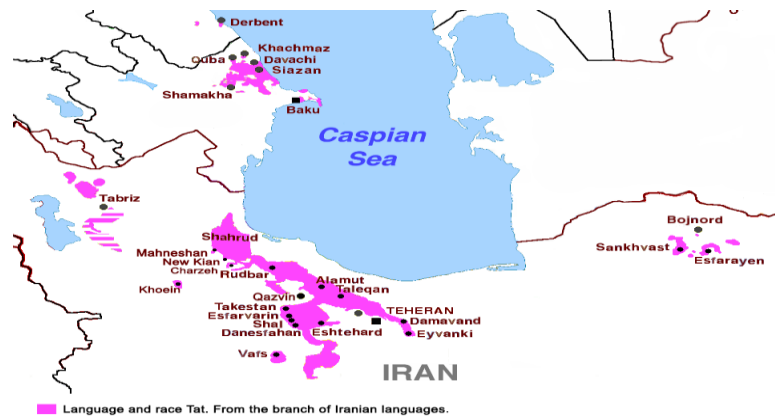 Derbent
Khachmaz
Quba
Davachi
Siazan
Shamakha
Baku
Caspian
Sea
Tabriz
Bojnord
Shahrud
Sankhvast
Esfarayen
Mahneshan
New Kian
Charzeh
Rudbar
Khoein
Alamut
Taleqan
Qazvin
Takestan
TEHERAN
Esfarvarin
Damavand
Shal
Danesfahan
Eshtehard
Eyvanki
Vafs
IRAN
Language and race Tat. From the branch of Iranian languages.